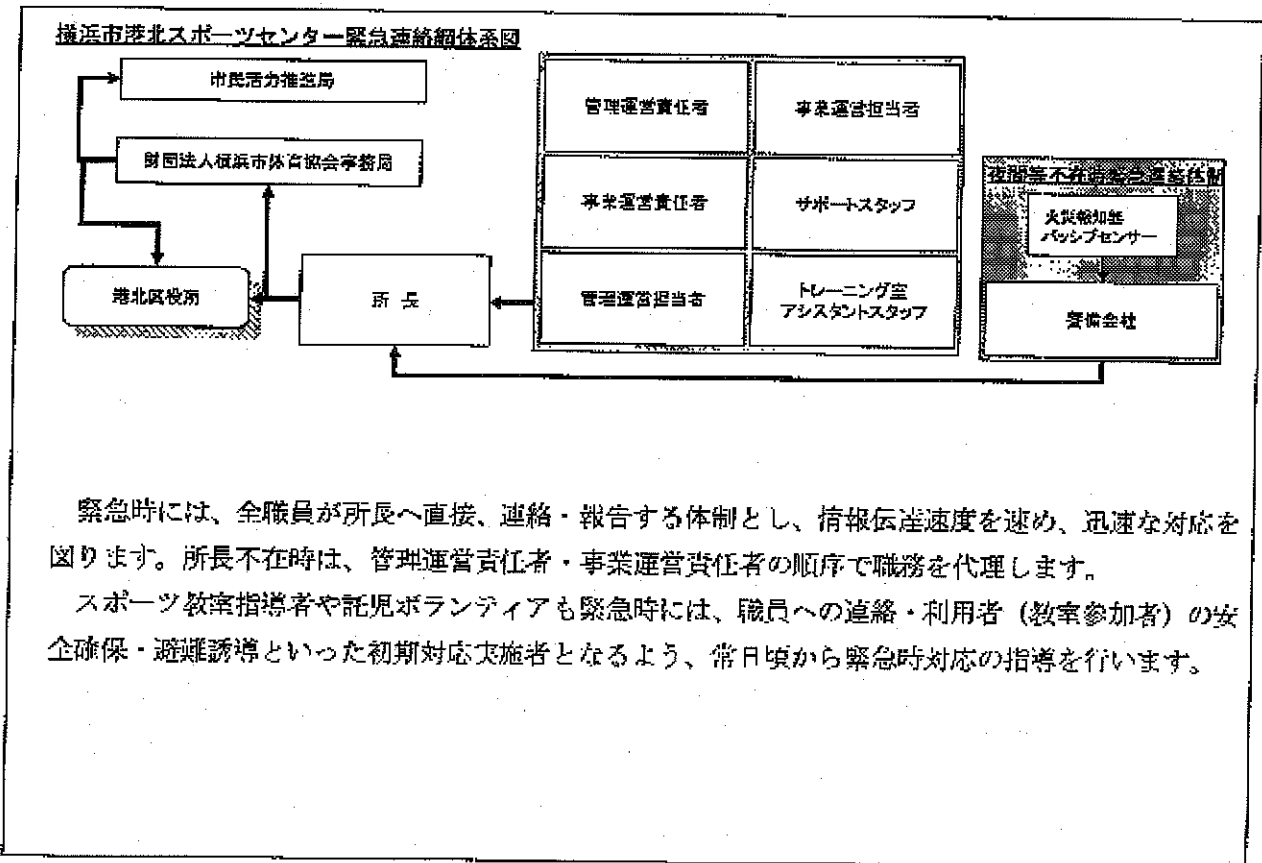 横浜市港北スポーツセンター緊急連絡網体系図
市民活力推進局
財団法人横浜市体育協会事務局
港北区役所
所 長
管理運営責任者
事業運営担当者
事業運営責任者
サポートスタッフ
管理運営担当者
トレーニング室
アシスタントスタッフ
夜間等不在時緊急連絡体制
火災報知器
パッシブセンサー
警備会社
緊急時には、全職員が所長へ直接、連絡・報告する体制とし、情報伝達速度を速め、迅速な対応を
図ります。所長不在時は、管理運営責任者・事業運営責任者の順序で職務を代理します。
スポーツ教室指導者や託児ボランティアも緊急時には、職員への連絡・利用者（教室参加者）の安
全確保・避難誘導といった初期対応実施者となるよう、常日頃から緊急時対応の指導を行います。